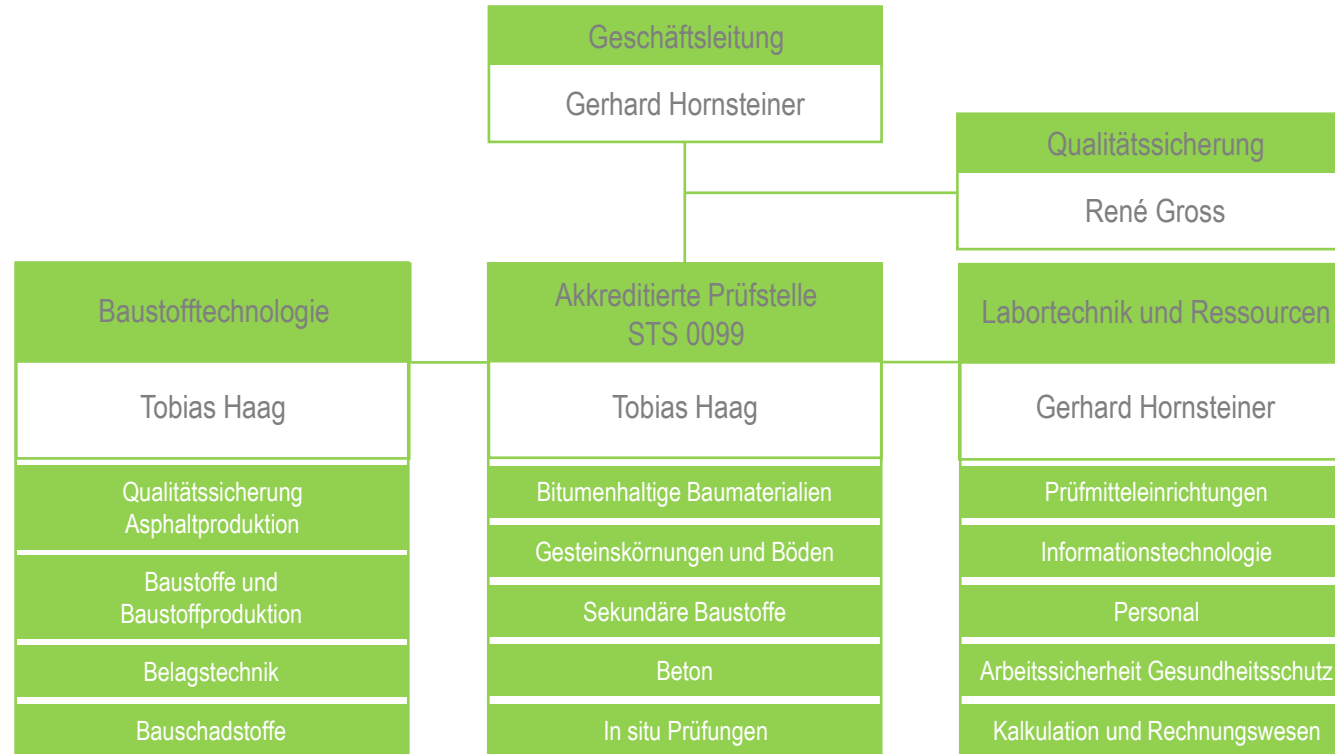 Geschäftsleitung
Gerhard Hornsteiner
Qualitätssicherung
René Gross
Baustofftechnologie
Tobias Haag
Qualitätssicherung
Asphaltproduktion
Baustoffe und
Baustoffproduktion
Belagstechnik
Bauschadstoffe
Akkreditierte Prüfstelle
STS 0099
Tobias Haag
Bitumenhaltige Baumaterialien
Gesteinskörnungen und Böden
Sekundäre Baustoffe
Beton
In situ Prüfungen
Labortechnik und Ressourcen
Gerhard Hornsteiner
Prüfmitteleinrichtungen
Informationstechnologie
Personal
Arbeitssicherheit Gesundheitsschutz
Kalkulation und Rechnungswesen